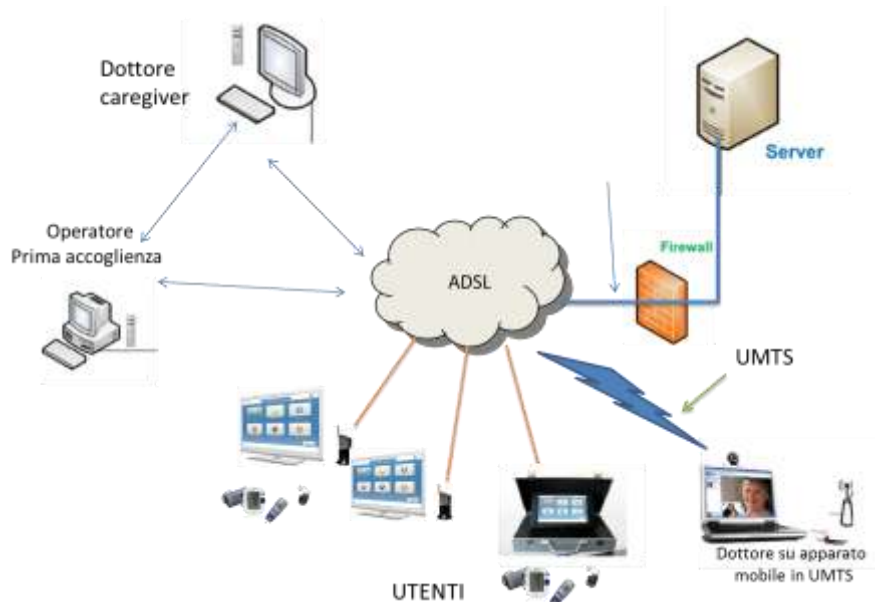 Dottore
caregiver
Server
Operatore
Prima accoglienza
Firewall
ADSL
UMTS
Dottore su apparato
mobile in UMTS
UTENTI